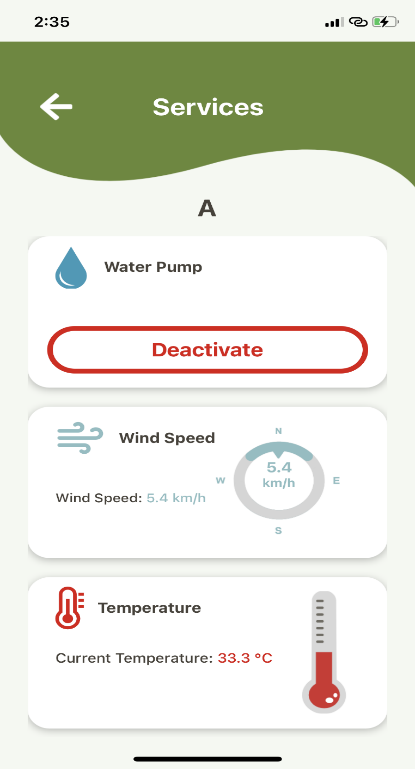 2:35
Services
A
Water Pump
Deactivate
Wind Speed
N
5.4
km/h
W
E
S
Wind Speed: 5.4 km/h
Temperature
Current Temperature: 33.3 °C